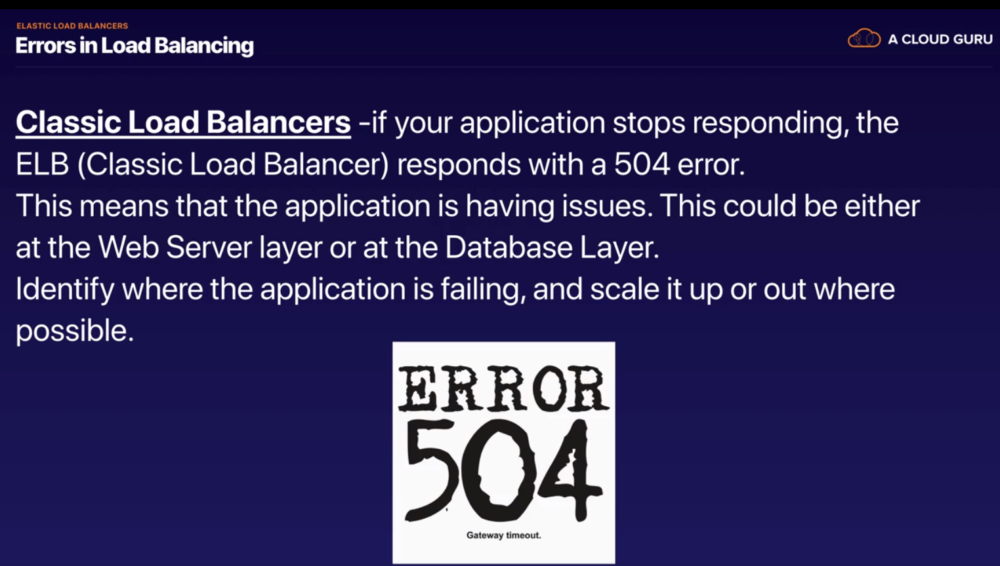 ELASTIC LOAD BALANCERS
Errors in Load Balancing
A CLOUD GURU
Classic Load Balancers -if your application stops responding, the
ELB (Classic Load Balancer) responds with a 504 error.
This means that the application is having issues. This could be either
at the Web Server layer or at the Database Layer.
Identify where the application is failing, and scale it up or out where
possible.
ERROR
504
Gateway timeout.